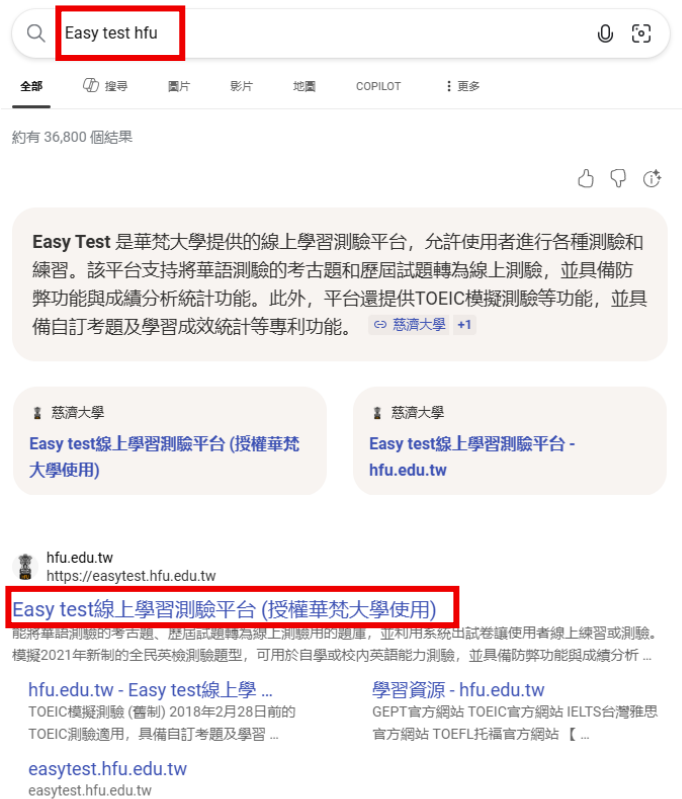 Easy test hfu
全部 搜尋 圖片 影片 地圖 COPILOT 更多
約有 36,800 個結果
Easy Test 是華梵大學提供的線上學習測驗平台，允許使用者進行各種測驗和
練習。該平台支持將華語測驗的考古題和歷屆試題轉為線上測驗，並具備防
弊功能與成績分析統計功能。此外，平台還提供TOEIC模擬測驗等功能，並具
備自訂考題及學習成效統計等專利功能。 慈濟大學 +1
慈濟大學
Easy test線上學習測驗平台 (授權華梵
大學使用)
慈濟大學
Easy test線上學習測驗平台 -
hfu.edu.tw
hfu.edu.tw
https://easytest.hfu.edu.tw
Easy test線上學習測驗平台 (授權華梵大學使用)
能將華語測驗的考古題、歷屆試題轉為線上測驗用的題庫，並利用系統出試卷讓使用者線上練習或測驗。
模擬2021年新制的全民英檢測驗題型，可用於自學或校內英語能力測驗，並具備防弊功能與成績分析 ...
hfu.edu.tw - Easy test線上學 ...
TOEIC模擬測驗 (舊制) 2018年2月28日前的
TOEIC測驗適用，具備自訂考題及學習 ...
學習資源 - hfu.edu.tw
GEPT官方網站 TOEIC官方網站 IELTS台灣雅思
官方網站 TOEFL托福官方網站 【 ...
easytest.hfu.edu.tw
easytest.hfu.edu.tw